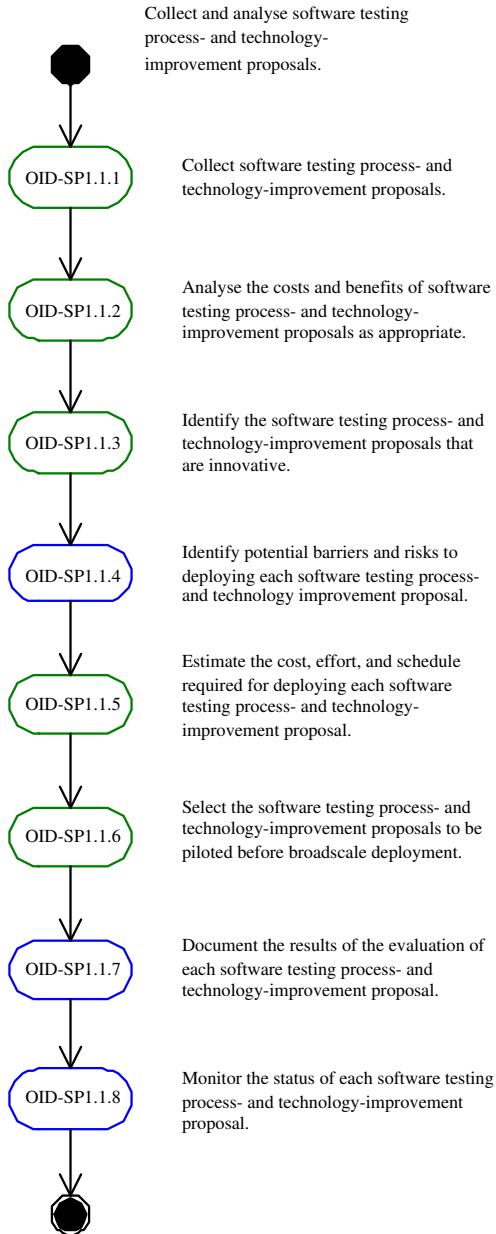 Collect and analyse software testing
process- and technology-
improvement proposals.
OID-SP1.1.1
Collect software testing process- and
technology-improvement proposals.
OID-SP1.1.2
Analyse the costs and benefits of software
testing process- and technology-
improvement proposals as appropriate.
OID-SP1.1.3
Identify the software testing process- and
technology-improvement proposals that
are innovative.
OID-SP1.1.4
Identify potential barriers and risks to
deploying each software testing process-
and technology improvement proposal.
OID-SP1.1.5
Estimate the cost, effort, and schedule
required for deploying each software
testing process- and technology-
improvement proposal.
OID-SP1.1.6
Select the software testing process- and
technology-improvement proposals to be
piloted before broadscale deployment.
OID-SP1.1.7
Document the results of the evaluation of
each software testing process- and
technology-improvement proposal.
OID-SP1.1.8
Monitor the status of each software testing
process- and technology-improvement
proposal.